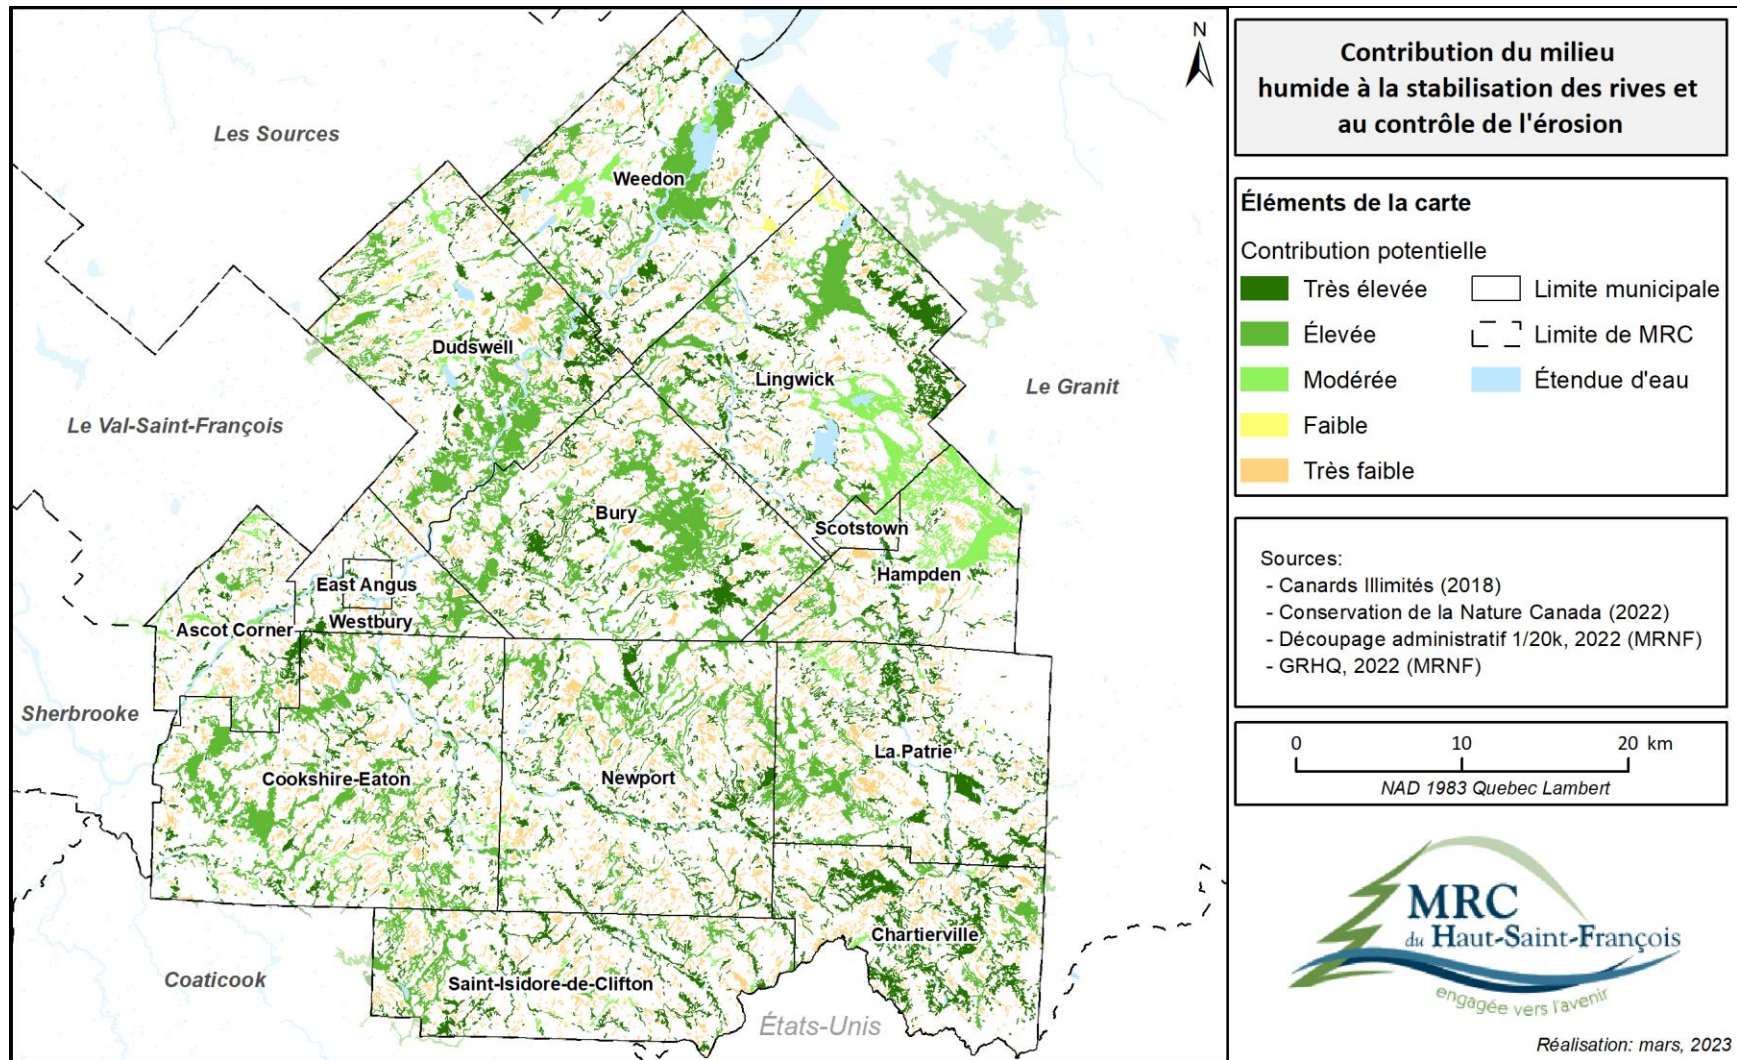 N
Les Sources
Weedon
Dudswell
Lingwick
Le Granit
Le Val-Saint-François
Bury
Scotstown
Hampden
East Angus
Westbury
Ascot Corner
Sherbrooke
La Patrie
Cookshire-Eaton
Newport
Chartierville
Coaticook
Saint-Isidore-de-Clifton
États-Unis
Contribution du milieu
humide à la stabilisation des rives et
au contrôle de l'érosion
Éléments de la carte
Contribution potentielle
Très élevée
Élevée
Modérée
Faible
Très faible
Limite municipale
Limite de MRC
Étendue d'eau
Sources:
- Canards Illimités (2018)
- Conservation de la Nature Canada (2022)
- Découpage administratif 1/20k, 2022 (MRNF)
- GRHQ, 2022 (MRNF)
0 10 20 km
NAD 1983 Quebec Lambert
MRC
du Haut-Saint-François
engagée vers l'avenir
Réalisation: mars, 2023